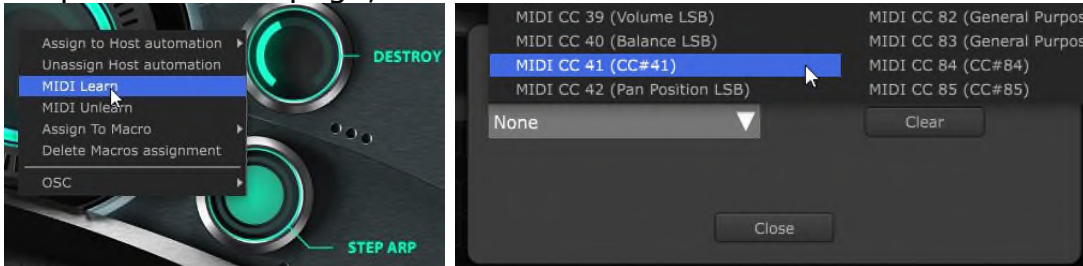 Assign to Host automation
Unassign Host automation
MIDI Learn
MIDI Unlearn
Assign To Macro
Delete Macros assignment
OSC
DESTROY
STEP ARP
MIDI CC 39 (Volume LSB)
MIDI CC 40 (Balance LSB)
MIDI CC 41 (CC#41)
MIDI CC 42 (Pan Position LSB)
MIDI CC 82 (General Purpos
MIDI CC 83 (General Purpos
MIDI CC 84 (CC#84)
MIDI CC 85 (CC#85)
None
Clear
Close